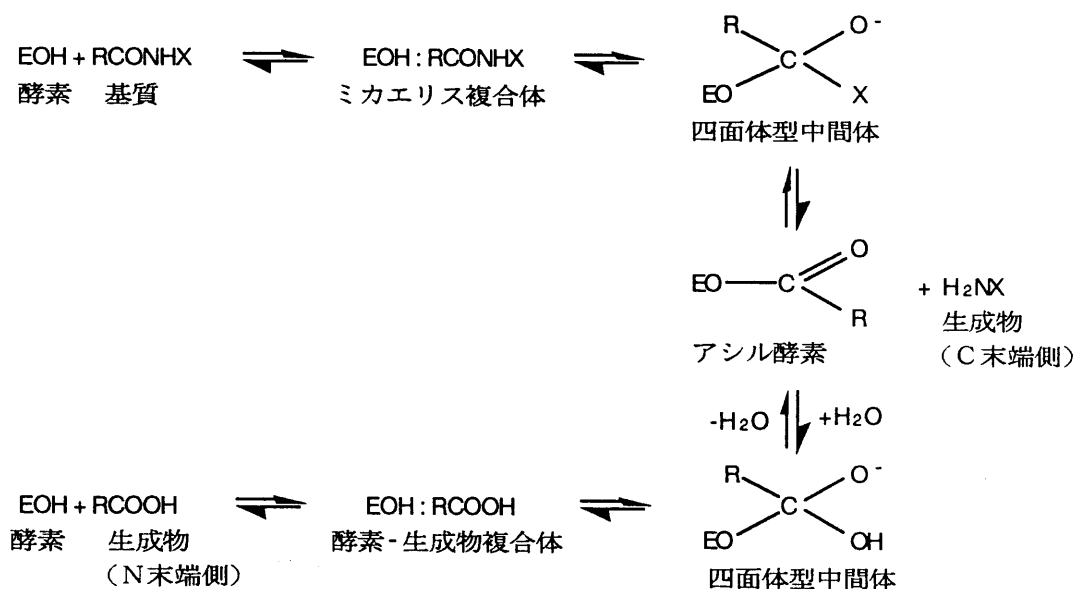 EOH + RCONHX
酵素 基質
EOH : RCONHX
ミカエリス複合体
R
O-
C
EO
X
四面体型中間体
EO
C
O
R
アシル酵素
+ H2NX
生成物
(C末端側)
-H2O
+H2O
EOH + RCOOH
酵素 生成物
(N末端側)
EOH : RCOOH
酵素-生成物複合体
R
O-
C
EO
OH
四面体型中間体